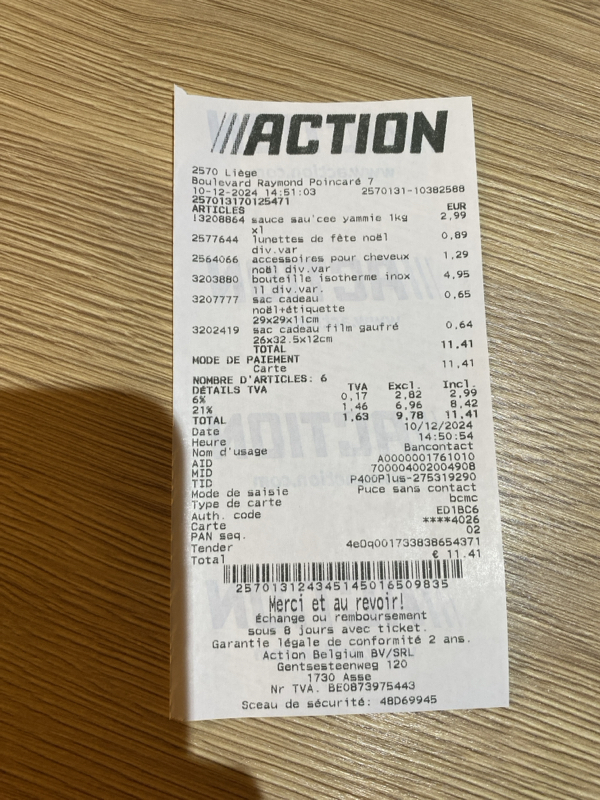 ///ACTION
2570 Liège
Boulevard Raymond Poincaré 7
10-12-2024 14:51:03 2570131-10382588
257013170125471
ARTICLES EUR
!3208864 sauce sau'cee yammie 1kg 2,99
x1
2577644 lunettes de fête noël 0,89
div.var
2564066 accessoires pour cheveux 1,29
noël div.var
3203880 bouteille isotherme inox 4,95
1l div.var.
3207777 sac cadeau 0,65
noël+étiquette
29x29x11cm
3202419 sac cadeau film gaufré 0,64
26x32.5x12cm
TOTAL 11,41
MODE DE PAIEMENT
Carte 11,41
NOMBRE D'ARTICLES: 6
DÉTAILS TVA TVA Excl. Incl.
6% 0,17 2,82 2,99
21% 1,46 6,96 8,42
TOTAL 1,63 9,78 11,41
Date 10/12/2024
Heure 14:50:54
Nom d'usage Bancontact
AID A0000001761010
MID 700004002004908
TID P400Plus-275319290
Mode de saisie Puce sans contact
Type de carte bcmc
Auth. code ED1BC6
Carte ****4026
PAN seq. 02
Tender 4e0q001733838654371
Total € 11.41
2570131243451450165098​35
Merci et au revoir!
Échange ou remboursement
sous 8 jours avec ticket.
Garantie légale de conformité 2 ans.
Action Belgium BV/SRL
Gentsesteenweg 120
1730 Asse
Nr TVA. BE0873975443
Sceau de sécurité: 48D69945